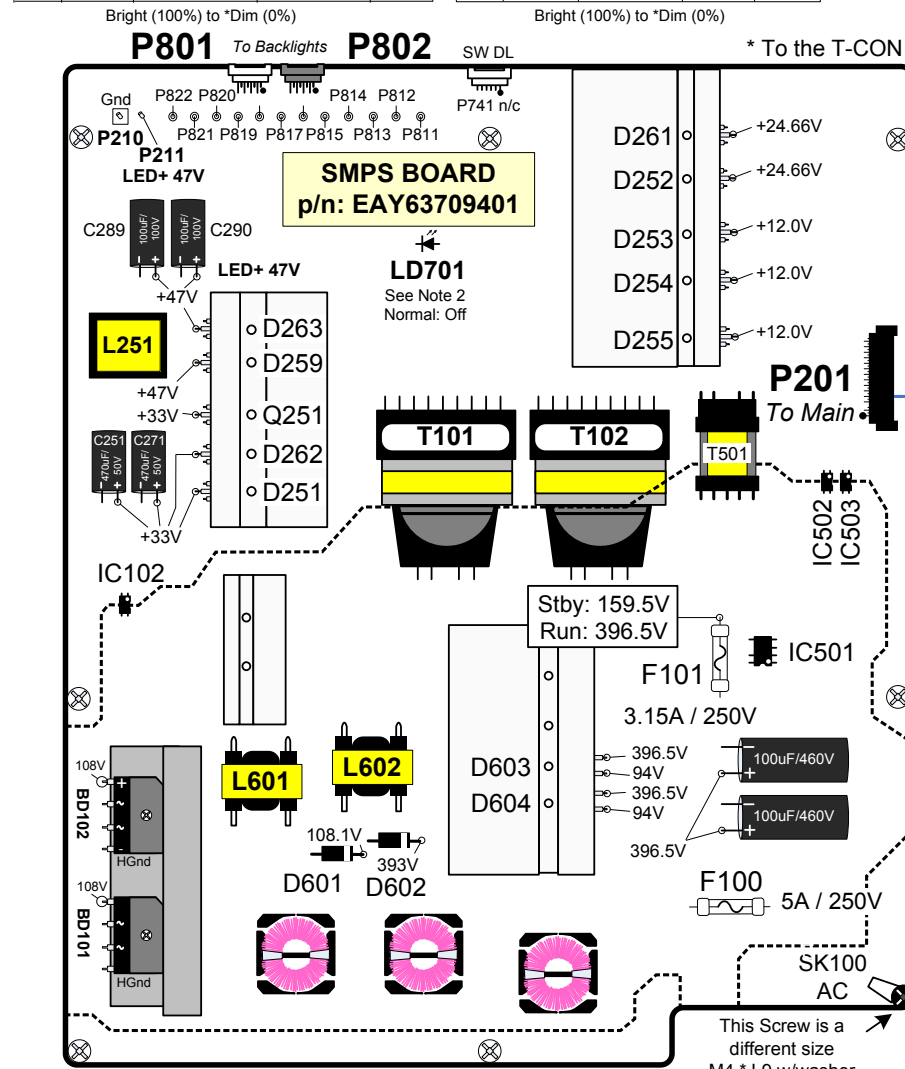 Bright (100%) to *Dim (0%)
Bright (100%) to *Dim (0%)
P801
To Backlights
P802
SW DL
* To the T-CON
Gnd
P822 P820
P814 P812
P741 n/c
P210
P821 P819 P817 P815 P813 P811
P211
LED+ 47V
SMPS BOARD
p/n: EAY63709401
D261
+24.66V
D252
+24.66V
D253
+12.0V
D254
+12.0V
D255
+12.0V
C289
100uF/
100V
100uF/
100V
C290
LED+ 47V
LD701
See Note 2
Normal: Off
+47V
L251
D263
D259
+47V
+33V
Q251
C251
470uF/
50V
C271
470uF/
50V
D262
D251
+33V
P201
To Main
T101
T102
T501
IC502
IC503
IC102
Stby: 159.5V
Run: 396.5V
F101
IC501
3.15A / 250V
L601
L602
D603
D604
396.5V
94V
396.5V
94V
100uF/460V
100uF/460V
396.5V
108V
BD102
HGnd
108.1V
393V
D601
D602
108V
BD101
HGnd
F100
5A / 250V
SK100
AC
This Screw is a
different size
M4 * L9 w/washer